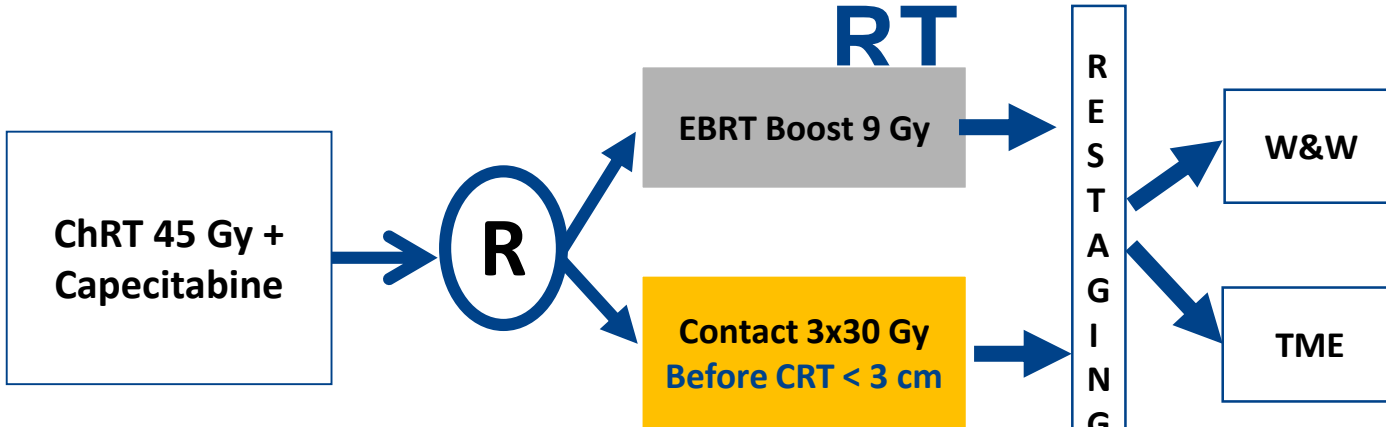 RT
ChRT 45 Gy +
Capecitabine
R
EBRT Boost 9 Gy
Contact 3x30 Gy
Before CRT < 3 cm
R
E
S
T
A
G
I
N
G
W&W
TME